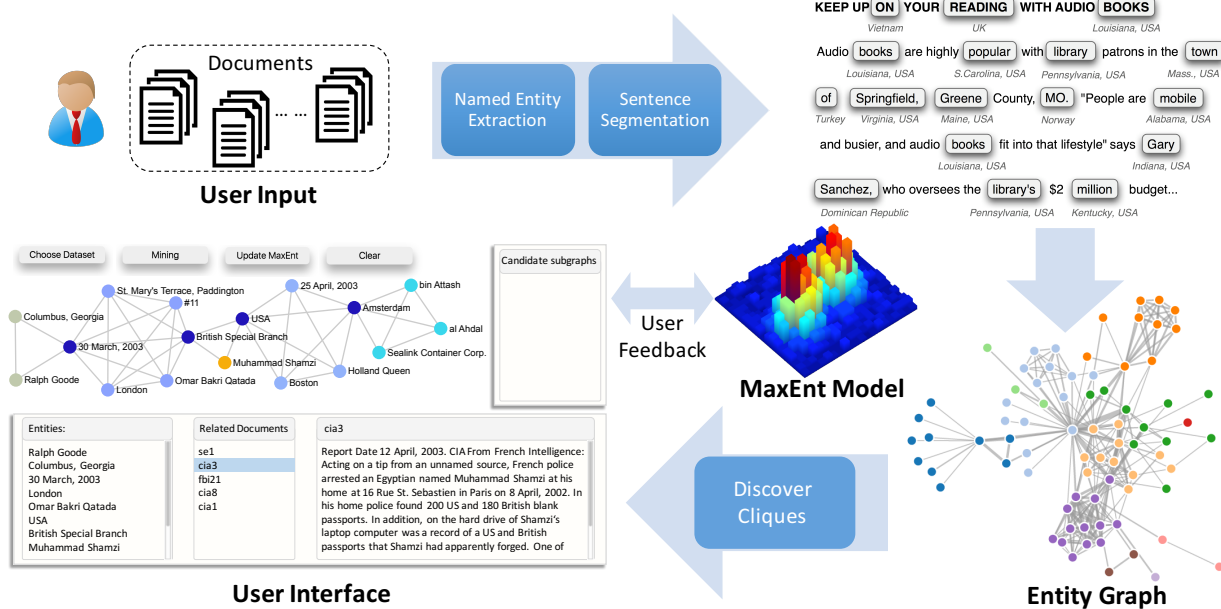 Documents
... ...
User Input
Named Entity
Extraction
Sentence
Segmentation
KEEP UP ON YOUR READING WITH AUDIO BOOKS
Vietnam UK Louisiana, USA
Audio books are highly popular with library patrons in the town
Louisiana, USA S.Carolina, USA Pennsylvania, USA Mass., USA
of Springfield, Greene County, MO. "People are mobile
Turkey Virginia, USA Maine, USA Norway Alabama, USA
and busier, and audio books fit into that lifestyle" says Gary
Louisiana, USA Indiana, USA
Sanchez, who oversees the library's $2 million budget...
Dominican Republic Pennsylvania, USA Kentucky, USA
Choose Dataset Mining Update MaxEnt Clear
Candidate subgraphs
St. Mary's Terrace, Paddington
#11
25 April, 2003
bin Attash
Columbus, Georgia
USA
Amsterdam
30 March, 2003
British Special Branch
al Ahdal
Muhammad Shamzi
Sealink Container Corp.
Ralph Goode
London
Omar Bakri Qatada
Boston
Holland Queen
User
Feedback
MaxEnt Model
Entities:
Ralph Goode
Columbus, Georgia
30 March, 2003
London
Omar Bakri Qatada
USA
British Special Branch
Muhammad Shamzi
Related Documents
se1
cia3
fbi21
cia8
cia1
cia3
Report Date 12 April, 2003. CIA From French Intelligence:
Acting on a tip from an unnamed source, French police
arrested an Egyptian named Muhammad Shamzi at his
home at 16 Rue St. Sebastien in Paris on 8 April, 2002. In
his home police found 200 US and 180 British blank
passports. In addition, on the hard drive of Shamzi's
laptop computer was a record of a US and British
passports that Shamzi had apparently forged. One of
User Interface
Discover
Cliques
Entity Graph